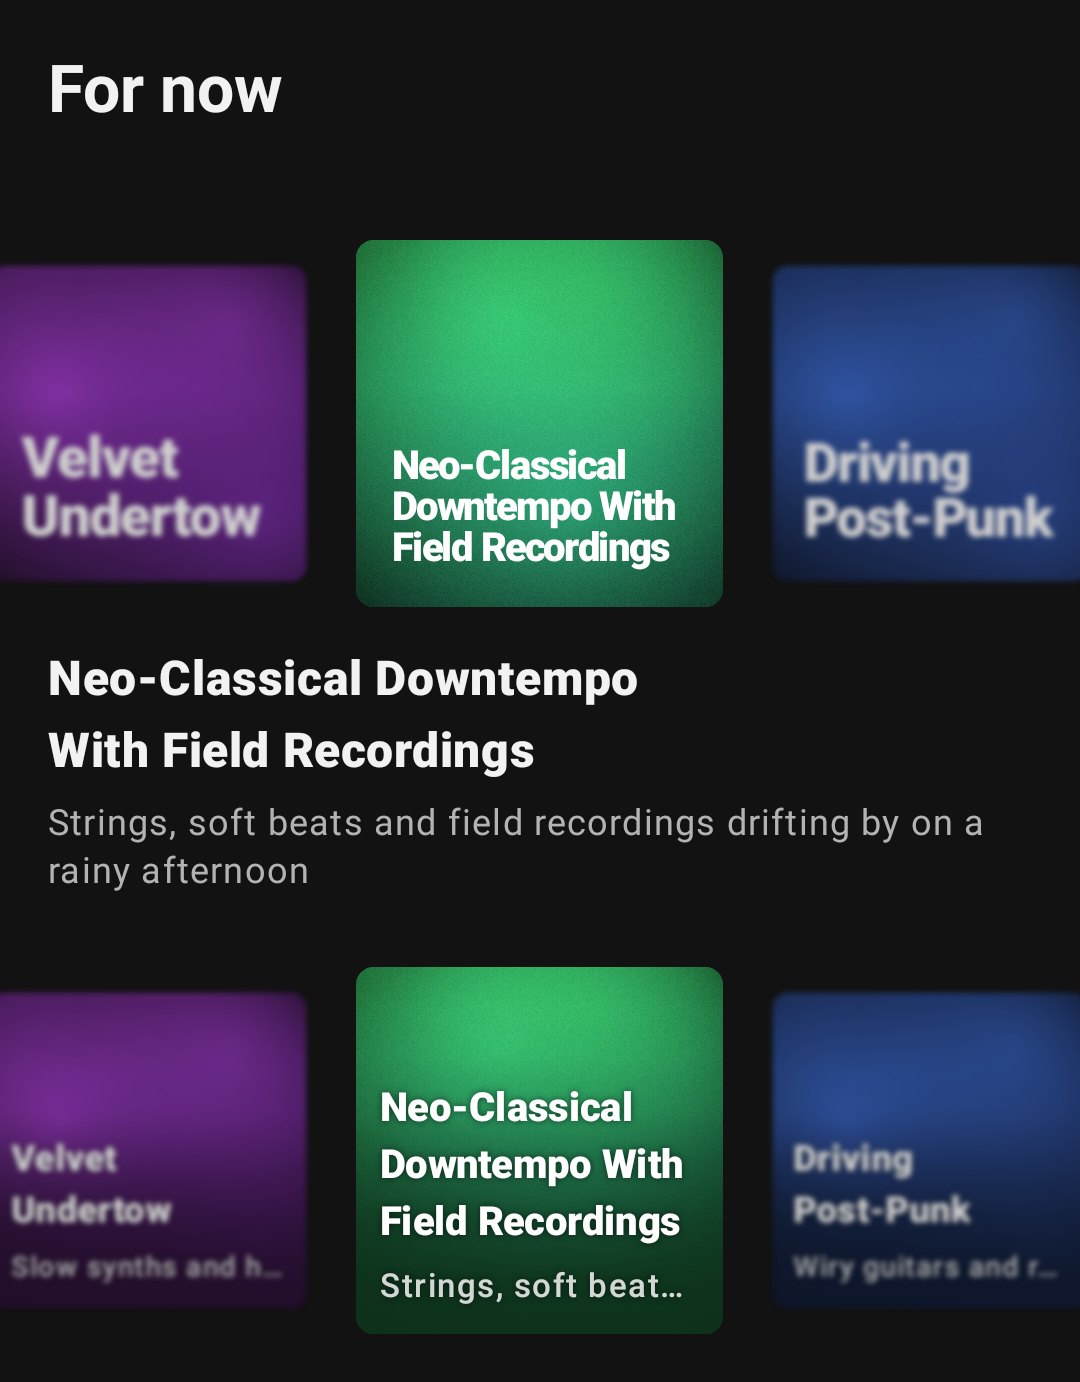 For now
Velvet
Undertow
Neo-Classical
Downtempo With
Field Recordings
Driving
Post-Punk
Neo-Classical Downtempo
With Field Recordings
Strings, soft beats and field recordings drifting by on a
rainy afternoon
Velvet
Undertow
Slow synths and h…
Neo-Classical
Downtempo With
Field Recordings
Strings, soft beat…
Driving
Post-Punk
Wiry guitars and r…